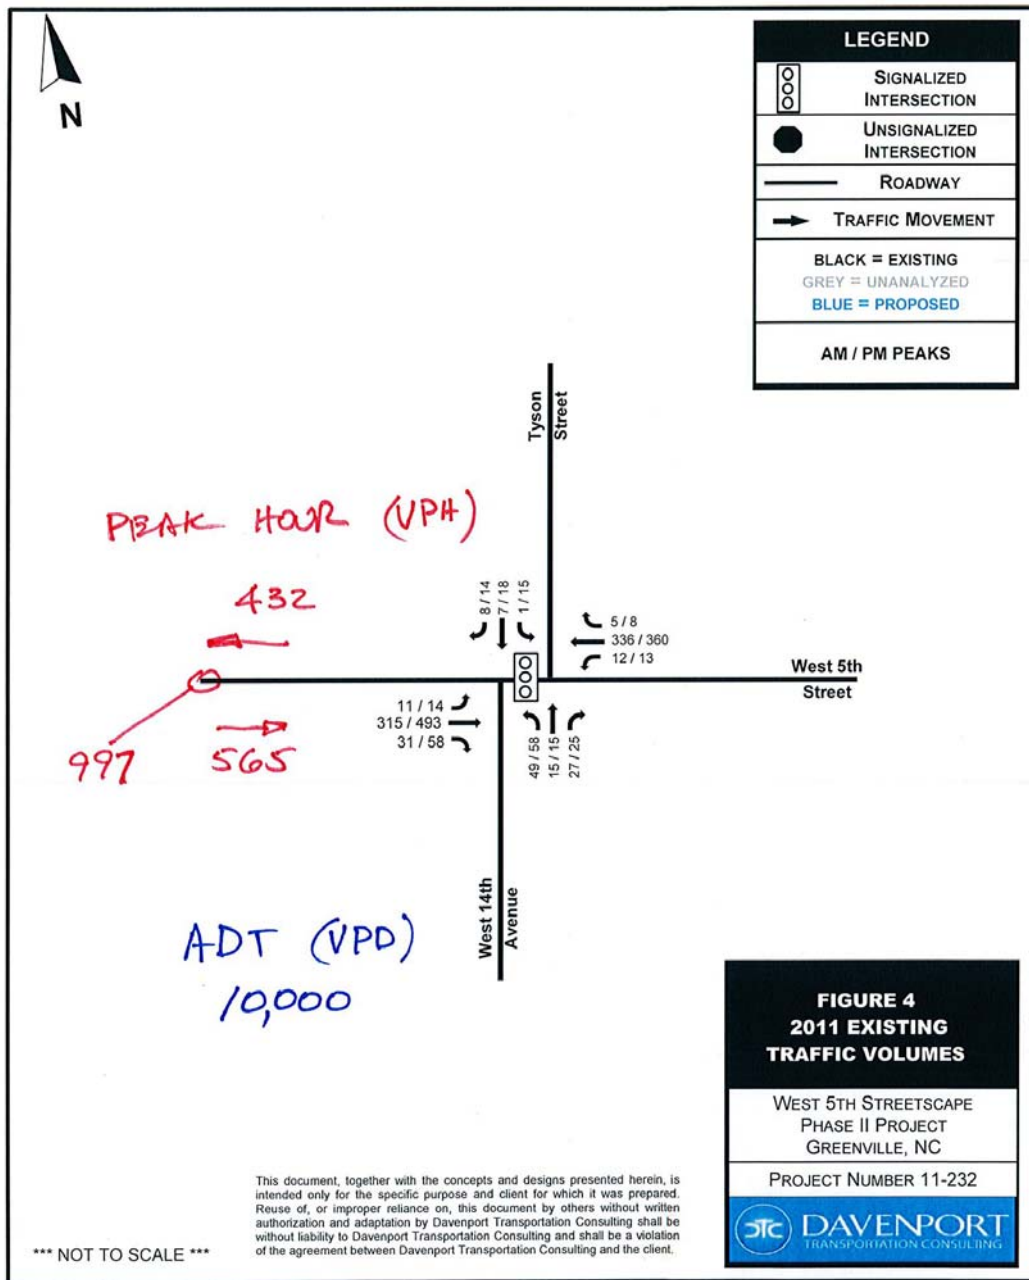 N
LEGEND
SIGNALIZED
INTERSECTION
UNSIGNALIZED
INTERSECTION
ROADWAY
TRAFFIC MOVEMENT
BLACK = EXISTING
GREY = UNANALYZED
BLUE = PROPOSED
AM / PM PEAKS
Tyson
Street
PEAK HOUR (VPH)
432
8 / 14
7 / 18
1 / 15
5 / 8
336 / 360
12 / 13
West 5th
Street
11 / 14
315 / 493
31 / 58
49 / 58
15 / 15
27 / 25
997
565
West 14th
Avenue
ADT (VPD)
10,000
FIGURE 4
2011 EXISTING
TRAFFIC VOLUMES
WEST 5TH STREETSCAPE
PHASE II PROJECT
GREENVILLE, NC
PROJECT NUMBER 11-232
DTC DAVENPORT
TRANSPORTATION CONSULTING
This document, together with the concepts and designs presented herein, is
intended only for the specific purpose and client for which it was prepared.
Reuse of, or improper reliance on, this document by others without written
authorization and adaptation by Davenport Transportation Consulting shall be
without liability to Davenport Transportation Consulting and shall be a violation
of the agreement between Davenport Transportation Consulting and the client.
*** NOT TO SCALE ***